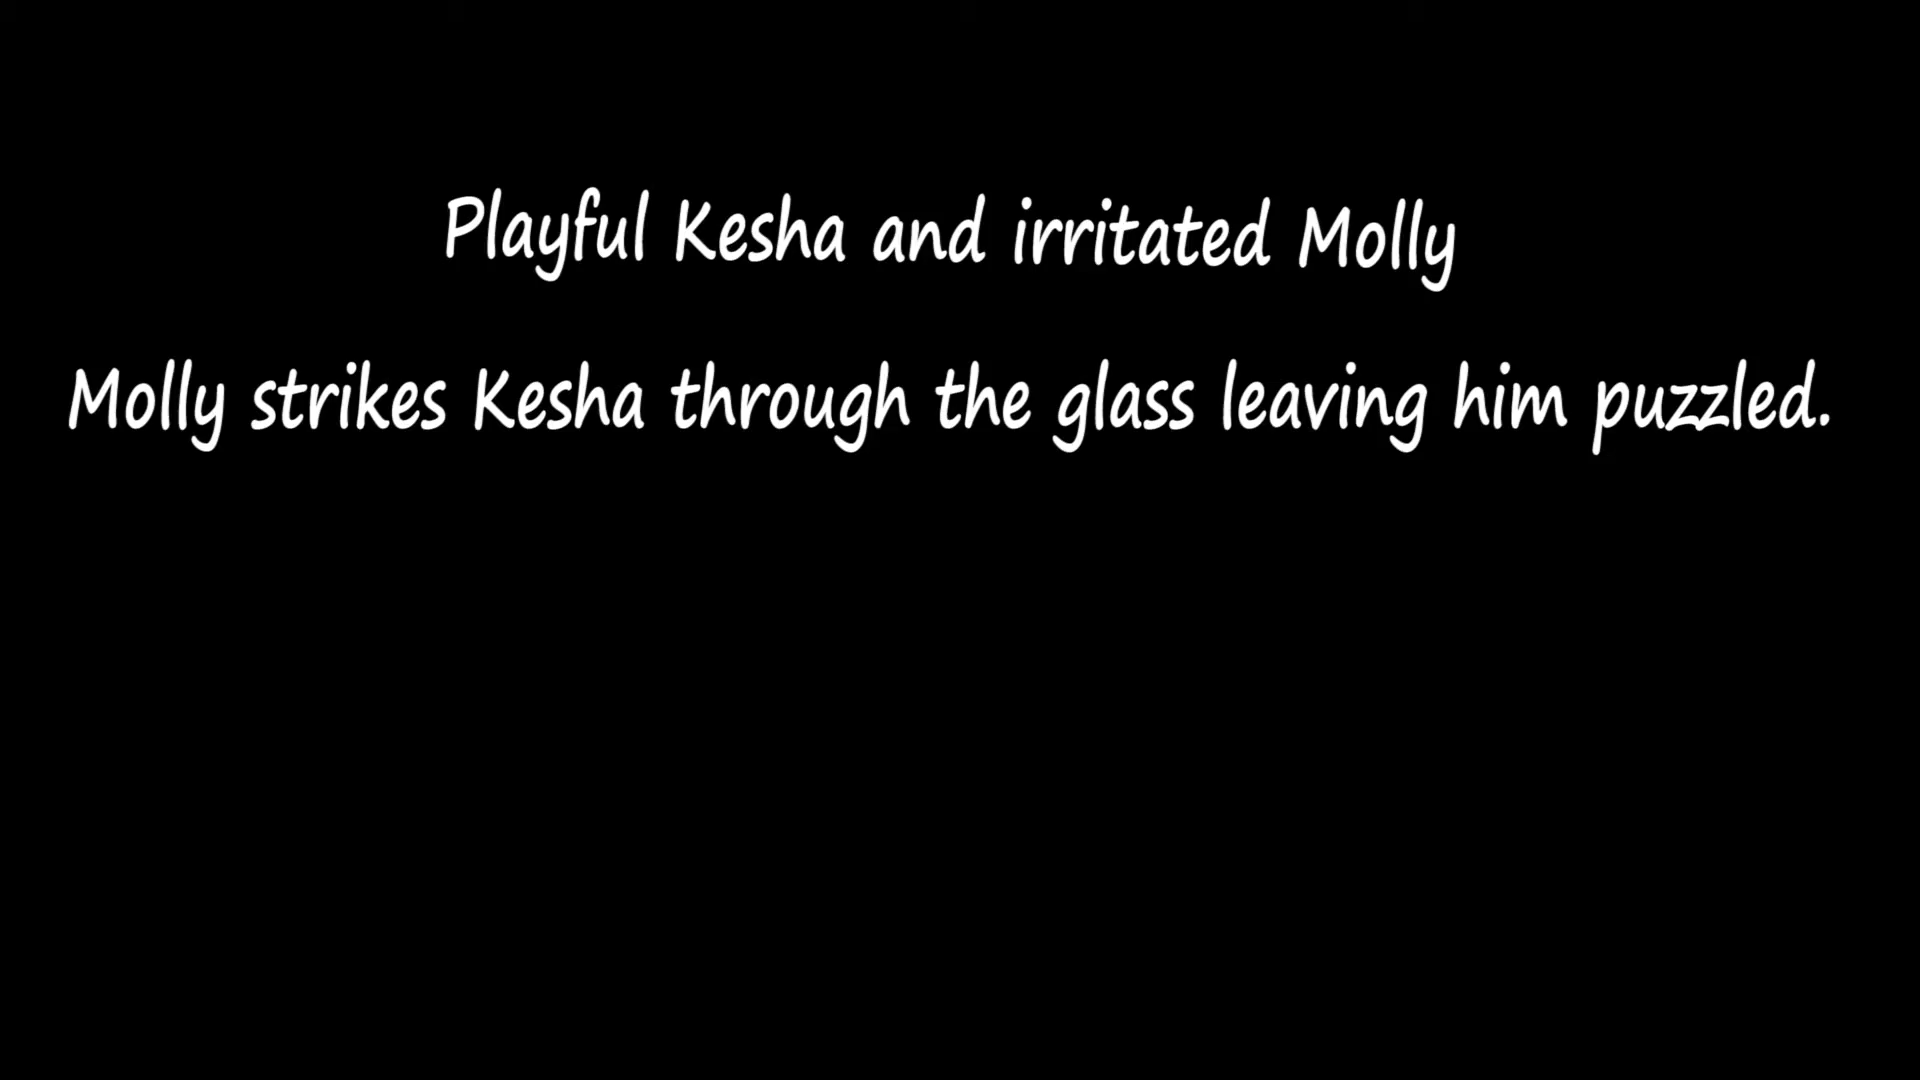 Playful Kesha and irritated Molly
Molly strikes Kesha through the glass leaving him puzzled.